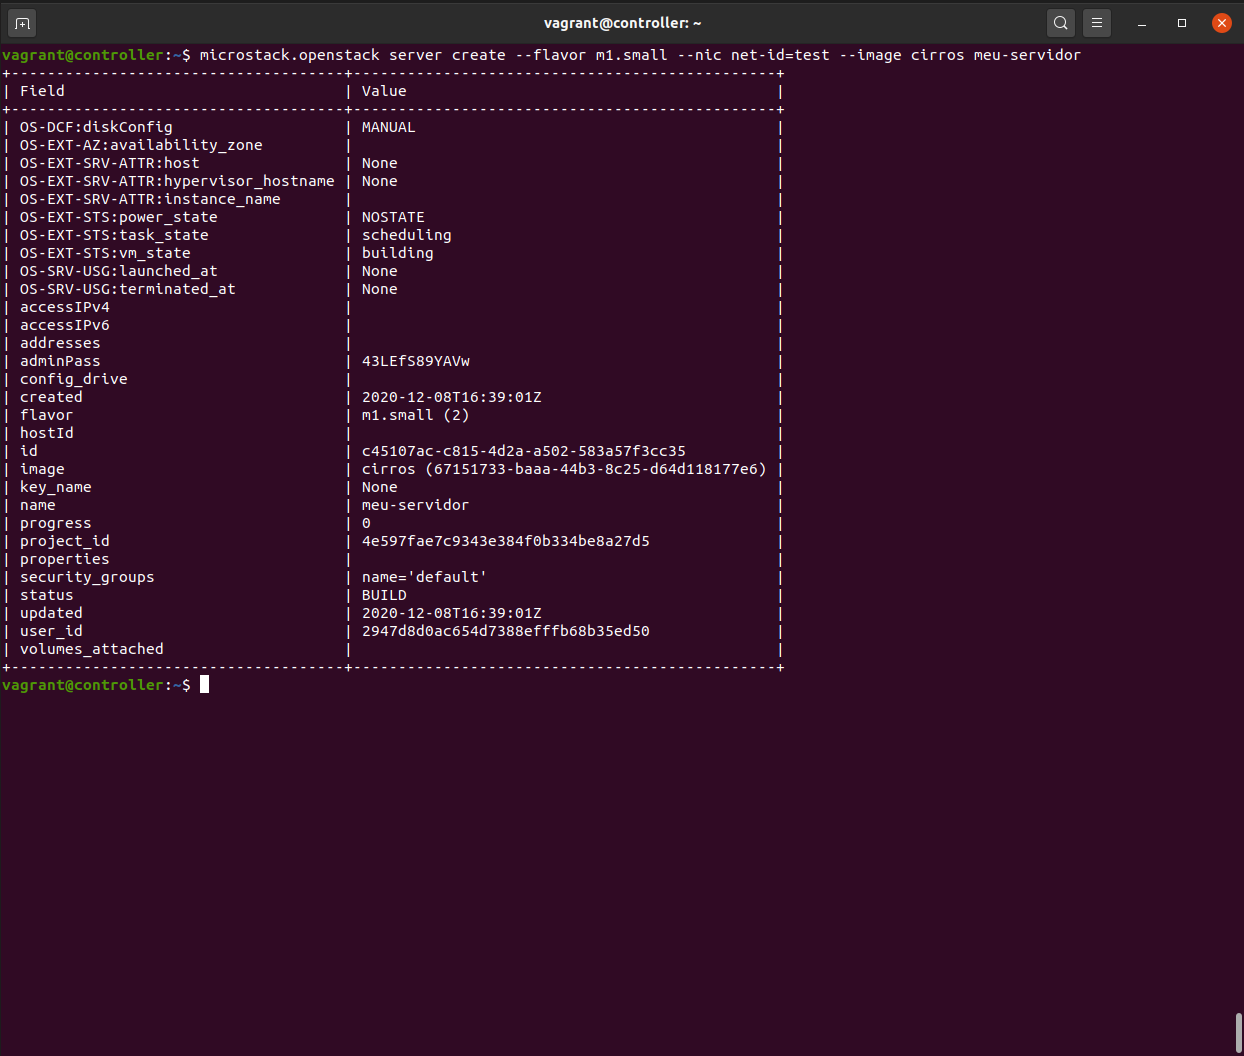 vagrant@controller: ~
vagrant@controller:~$ microstack.openstack server create --flavor m1.small --nic net-id=test --image cirros meu-servidor
+-------------------------------------+-----------------------------------------------+
| Field                               | Value                                         |
+-------------------------------------+-----------------------------------------------+
| OS-DCF:diskConfig                   | MANUAL                                        |
| OS-EXT-AZ:availability_zone         |                                               |
| OS-EXT-SRV-ATTR:host                | None                                          |
| OS-EXT-SRV-ATTR:hypervisor_hostname | None                                          |
| OS-EXT-SRV-ATTR:instance_name       |                                               |
| OS-EXT-STS:power_state              | NOSTATE                                       |
| OS-EXT-STS:task_state               | scheduling                                    |
| OS-EXT-STS:vm_state                 | building                                      |
| OS-SRV-USG:launched_at              | None                                          |
| OS-SRV-USG:terminated_at            | None                                          |
| accessIPv4                          |                                               |
| accessIPv6                          |                                               |
| addresses                           |                                               |
| adminPass                           | 43LEfS89YAVw                                  |
| config_drive                        |                                               |
| created                             | 2020-12-08T16:39:01Z                          |
| flavor                              | m1.small (2)                                  |
| hostId                              |                                               |
| id                                  | c45107ac-c815-4d2a-a502-583a57f3cc35          |
| image                               | cirros (67151733-baaa-44b3-8c25-d64d118177e6) |
| key_name                            | None                                          |
| name                                | meu-servidor                                  |
| progress                            | 0                                             |
| project_id                          | 4e597fae7c9343e384f0b334be8a27d5              |
| properties                          |                                               |
| security_groups                     | name='default'                                |
| status                              | BUILD                                         |
| updated                             | 2020-12-08T16:39:01Z                          |
| user_id                             | 2947d8d0ac654d7388efffb68b35ed50              |
| volumes_attached                    |                                               |
+-------------------------------------+-----------------------------------------------+
vagrant@controller:~$